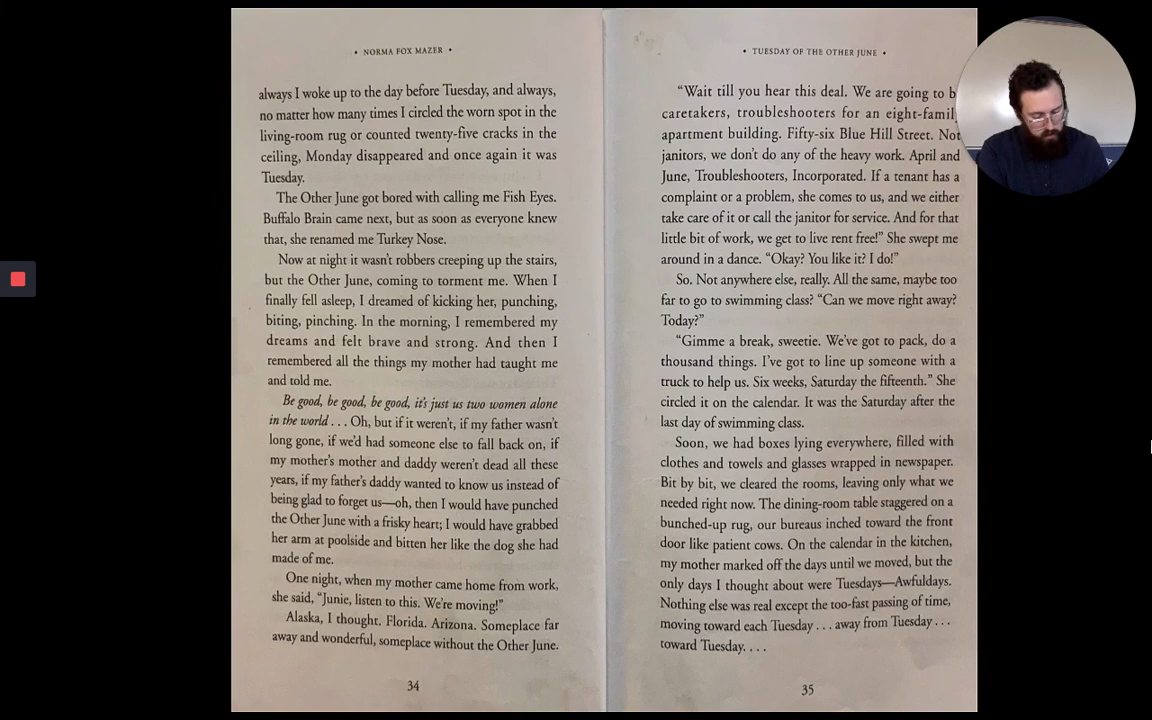 • NORMA FOX MAZER •
always I woke up to the day before Tuesday, and always,
no matter how many times I circled the worn spot in the
living-room rug or counted twenty-five cracks in the
ceiling, Monday disappeared and once again it was
Tuesday.
The Other June got bored with calling me Fish Eyes.
Buffalo Brain came next, but as soon as everyone knew
that, she renamed me Turkey Nose.
Now at night it wasn't robbers creeping up the stairs,
but the Other June, coming to torment me. When I
finally fell asleep, I dreamed of kicking her, punching,
biting, pinching. In the morning, I remembered my
dreams and felt brave and strong. And then I
remembered all the things my mother had taught me
and told me.
Be good, be good, be good, it's just us two women alone
in the world . . . Oh, but if it weren't, if my father wasn't
long gone, if we'd had someone else to fall back on, if
my mother's mother and daddy weren't dead all these
years, if my father's daddy wanted to know us instead of
being glad to forget us—oh, then I would have punched
the Other June with a frisky heart; I would have grabbed
her arm at poolside and bitten her like the dog she had
made of me.
One night, when my mother came home from work,
she said, "Junie, listen to this. We're moving!"
Alaska, I thought. Florida. Arizona. Someplace far
away and wonderful, someplace without the Other June.
34
• TUESDAY OF THE OTHER JUNE •
"Wait till you hear this deal. We are going to b
caretakers, troubleshooters for an eight-famil
apartment building. Fifty-six Blue Hill Street. Not
janitors, we don't do any of the heavy work. April and
June, Troubleshooters, Incorporated. If a tenant has a
complaint or a problem, she comes to us, and we either
take care of it or call the janitor for service. And for that
little bit of work, we get to live rent free!" She swept me
around in a dance. "Okay? You like it? I do!"
So. Not anywhere else, really. All the same, maybe too
far to go to swimming class? "Can we move right away?
Today?"
"Gimme a break, sweetie. We've got to pack, do a
thousand things. I've got to line up someone with a
truck to help us. Six weeks, Saturday the fifteenth." She
circled it on the calendar. It was the Saturday after the
last day of swimming class.
Soon, we had boxes lying everywhere, filled with
clothes and towels and glasses wrapped in newspaper.
Bit by bit, we cleared the rooms, leaving only what we
needed right now. The dining-room table staggered on a
bunched-up rug, our bureaus inched toward the front
door like patient cows. On the calendar in the kitchen,
my mother marked off the days until we moved, but the
only days I thought about were Tuesdays—Awfuldays.
Nothing else was real except the too-fast passing of time,
moving toward each Tuesday . . . away from Tuesday . . .
toward Tuesday. . . .
35